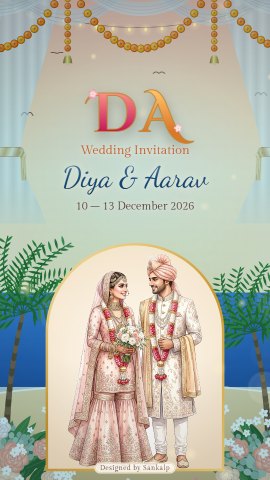 DA
Wedding Invitation
Diya & Aarav
10 — 13 December 2026
Designed by Sankalp